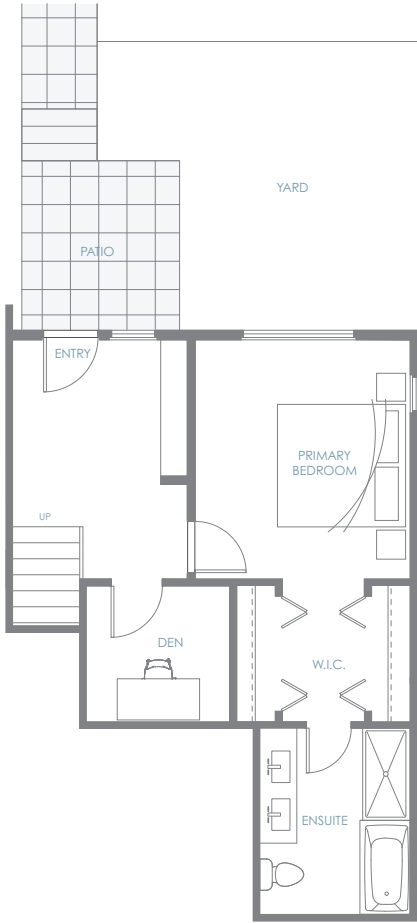 YARD
PATIO
ENTRY
PRIMARY
BEDROOM
UP
DEN
W.I.C.
ENSUITE